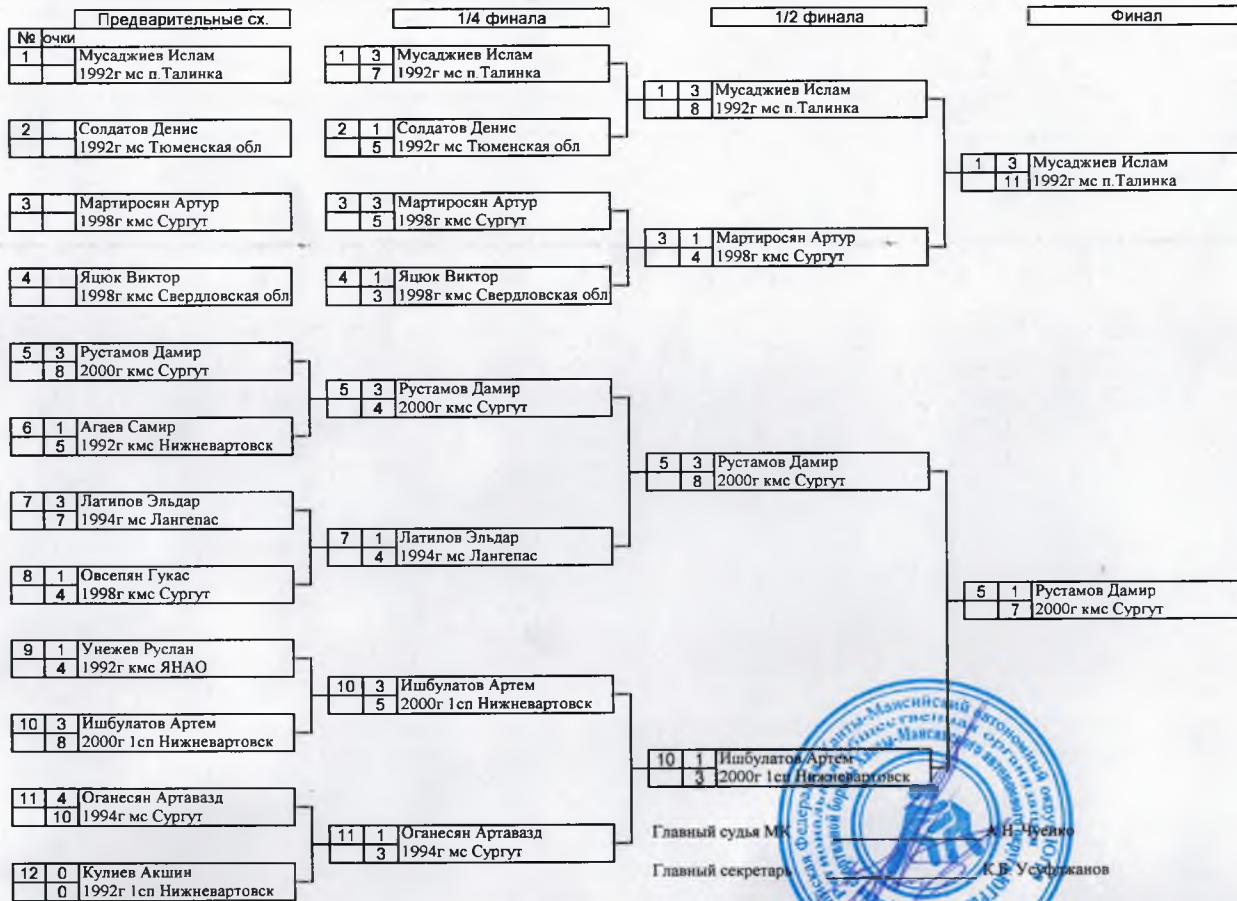 Предварительные сх.
1/4 финала
1/2 финала
Финал
№ очки
1 Мусаджиев Ислам
1992г мс п.Талинка
2 Солдатов Денис
1992г мс Тюменская обл
3 Мартиросян Артур
1998г кмс Сургут
4 Яцюк Виктор
1998г кмс Свердловская обл
5 3 Рустамов Дамир
8 2000г кмс Сургут
6 1 Агаев Самир
5 1992г кмс Нижневартовск
7 3 Латипов Эльдар
7 1994г мс Лангепас
8 1 Овсепян Гукас
4 1998г кмс Сургут
9 1 Унежев Руслан
4 1992г кмс ЯНАО
10 3 Ишбулатов Артем
8 2000г 1сп Нижневартовск
11 4 Оганесян Артавазд
10 1994г мс Сургут
12 0 Кулиев Акшин
0 1992г 1сп Нижневартовск
1 3 Мусаджиев Ислам
7 1992г мс п.Талинка
2 1 Солдатов Денис
5 1992г мс Тюменская обл
3 3 Мартиросян Артур
5 1998г кмс Сургут
4 1 Яцюк Виктор
3 1998г кмс Свердловская обл
5 3 Рустамов Дамир
4 2000г кмс Сургут
7 1 Латипов Эльдар
4 1994г мс Лангепас
10 3 Ишбулатов Артем
5 2000г 1сп Нижневартовск
11 1 Оганесян Артавазд
3 1994г мс Сургут
1 3 Мусаджиев Ислам
8 1992г мс п.Талинка
3 1 Мартиросян Артур
4 1998г кмс Сургут
5 3 Рустамов Дамир
8 2000г кмс Сургут
10 1 Ишбулатов Артем
3 2000г 1сп Нижневартовск
1 3 Мусаджиев Ислам
11 1992г мс п.Талинка
5 1 Рустамов Дамир
7 2000г кмс Сургут
Главный судья МК
Главный секретарь К.Б. Усуфджанов
Ханты-Мансийский автономный округ